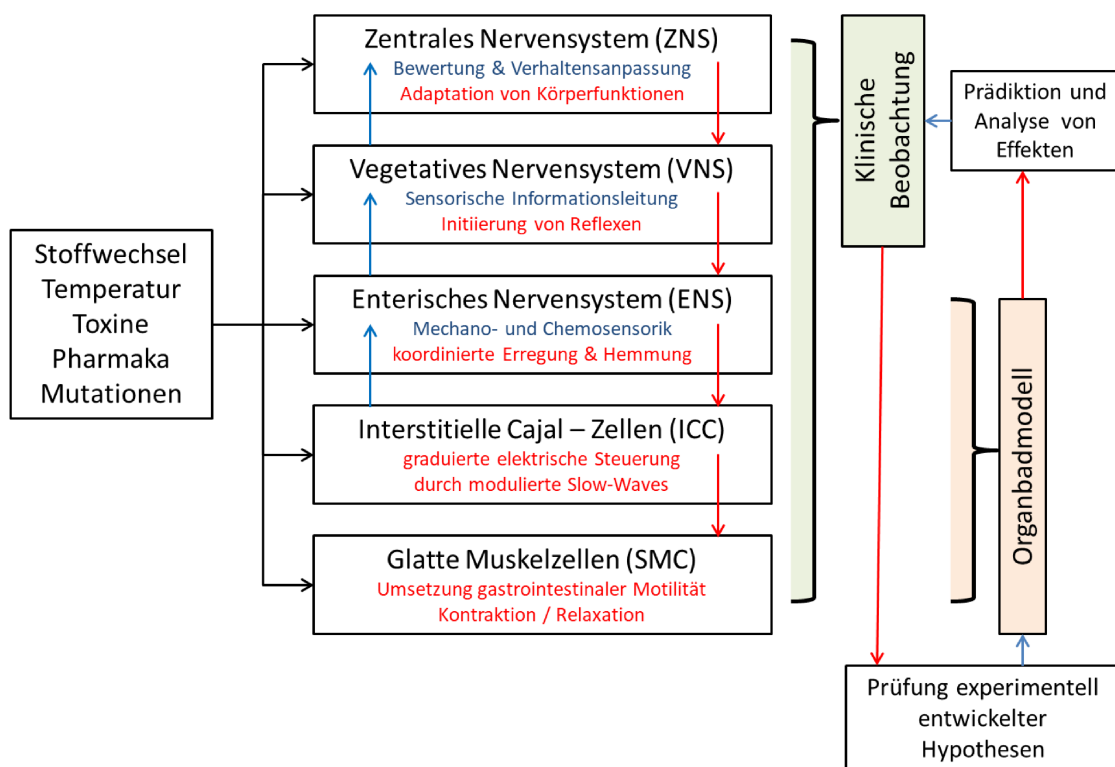 Zentrales Nervensystem (ZNS)
Bewertung & Verhaltensanpassung
Adaptation von Körperfunktionen
Vegetatives Nervensystem (VNS)
Sensorische Informationsleitung
Initiierung von Reflexen
Stoffwechsel
Temperatur
Toxine
Pharmaka
Mutationen
Enterisches Nervensystem (ENS)
Mechano- und Chemosensorik
koordinierte Erregung & Hemmung
Interstitielle Cajal – Zellen (ICC)
graduierte elektrische Steuerung
durch modulierte Slow-Waves
Glatte Muskelzellen (SMC)
Umsetzung gastrointestinaler Motilität
Kontraktion / Relaxation
Klinische
Beobachtung
Prädiktion und
Analyse von
Effekten
Organbadmodell
Prüfung experimentell
entwickelter
Hypothesen